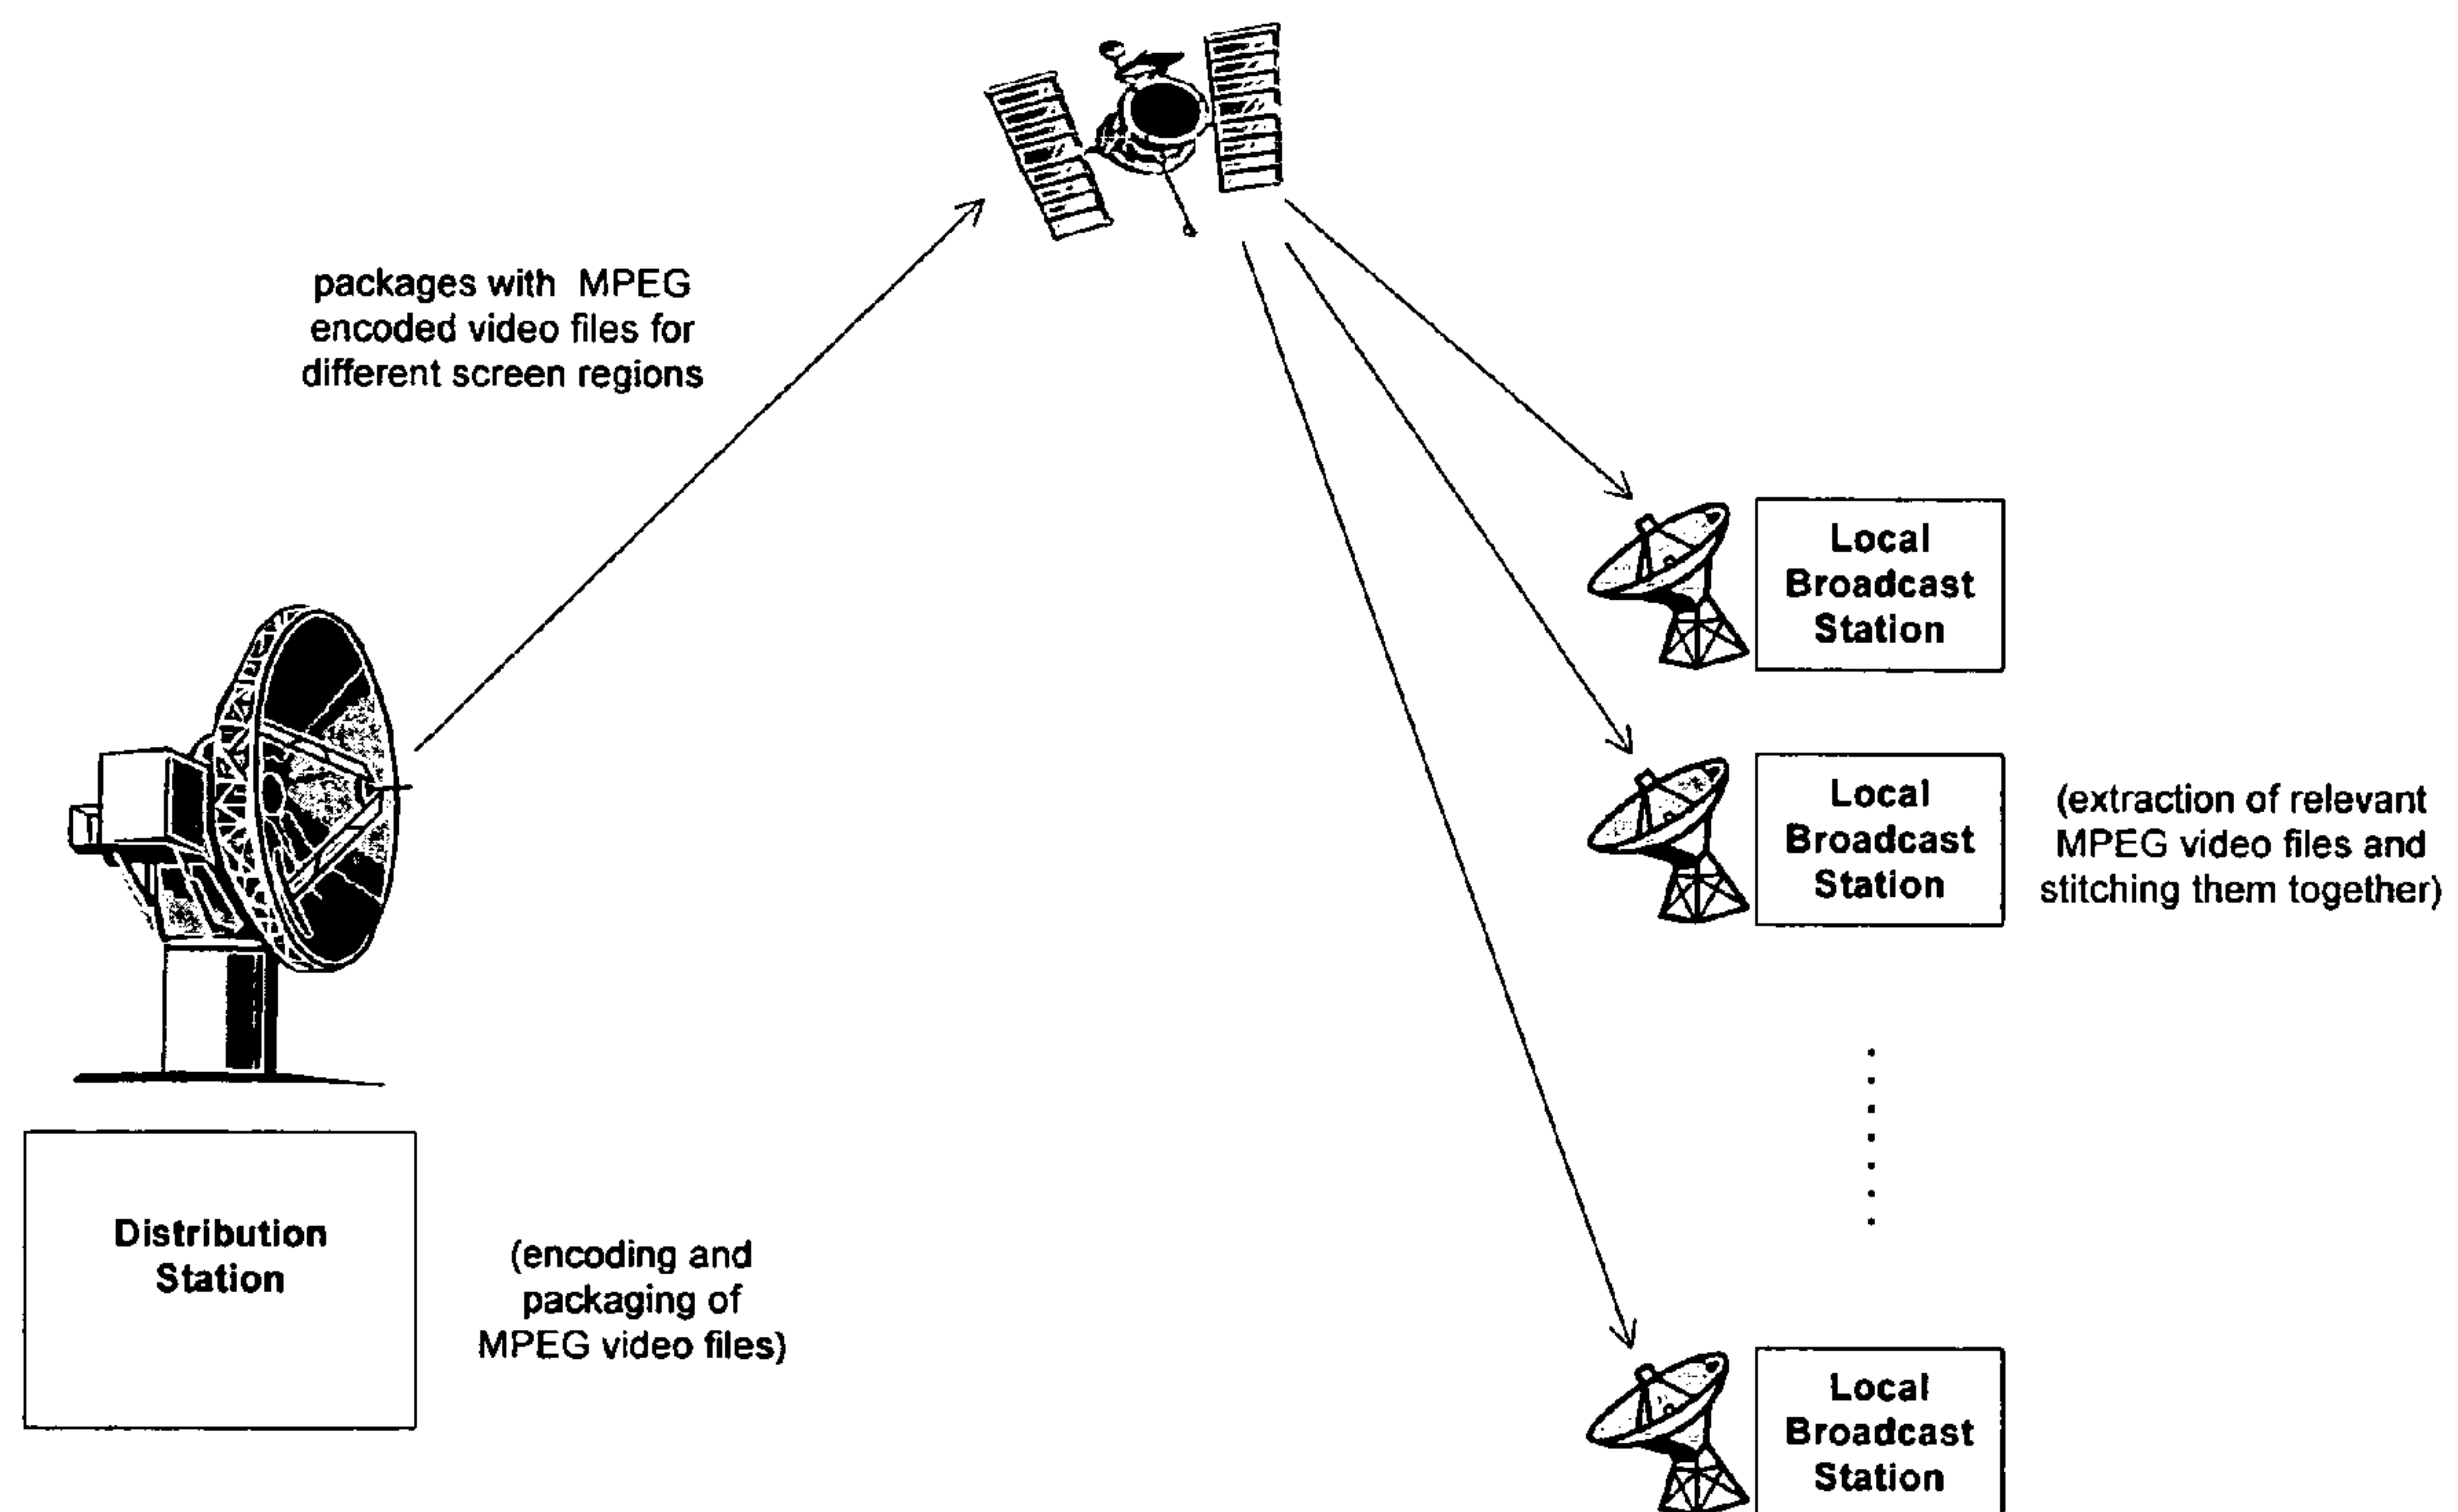 packages with MPEG
encoded video files for
different screen regions
Local
Broadcast
Station
Local
Broadcast
Station
(extraction of relevant
MPEG video files and
stitching them together)
Distribution
Station
(encoding and
packaging of
MPEG video files)
Local
Broadcast
Station